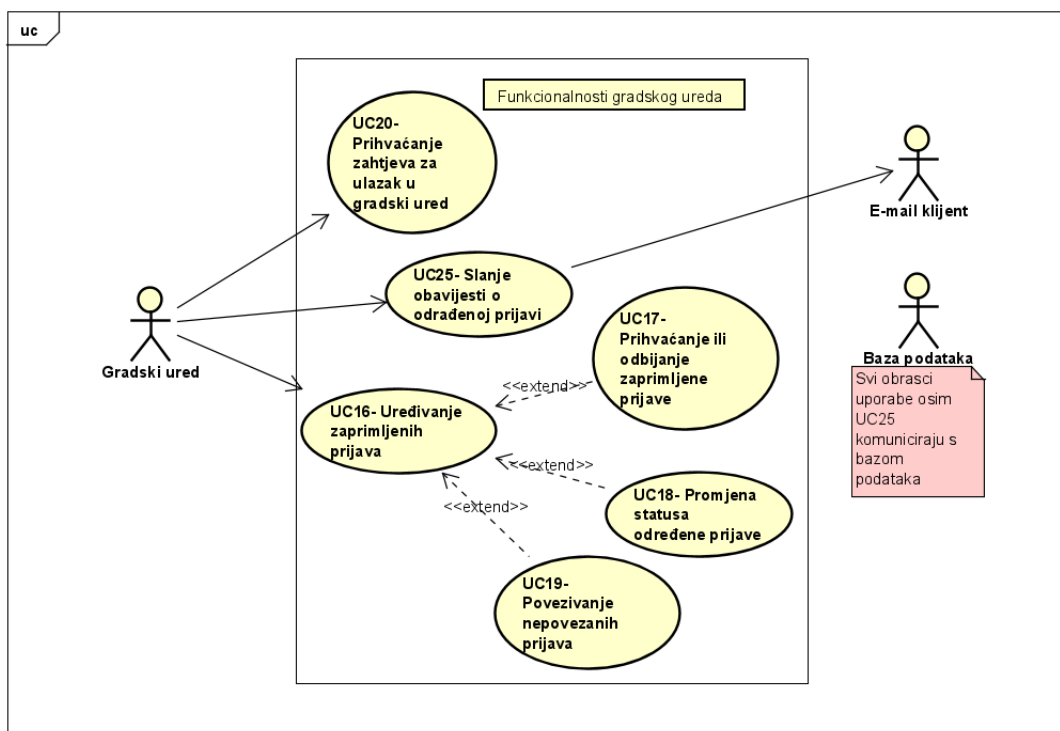 uc
Funkcionalnosti gradskog ureda
UC20-
Prihvaćanje
zahtjeva za
ulazak u
gradski ured
E-mail klijent
UC25- Slanje
obavijesti o
odrađenoj prijavi
Gradski ured
UC17-
Prihvaćanje ili
odbijanje
zaprimljene
prijave
Baza podataka
Svi obrasci
uporabe osim
UC25
komuniciraju s
bazom
podataka
<<extend>>
UC16- Uređivanje
zaprimljenih
prijava
<<extend>>
UC18- Promjena
statusa
određene prijave
<<extend>>
UC19-
Povezivanje
nepovezanih
prijava